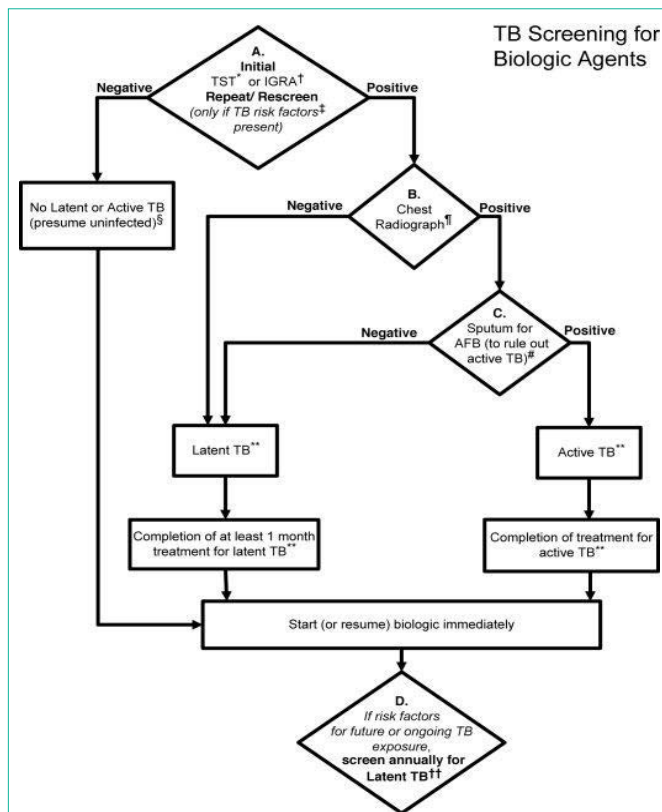 TB Screening for
Biologic Agents
A.
Initial
TST* or IGRA†
Repeat/ Rescreen
(only if TB risk factors‡
present)
Negative
Positive
No Latent or Active TB
(presume uninfected)§
B.
Chest
Radiograph¶
Negative
Positive
C.
Sputum for
AFB (to rule out
active TB)#
Negative
Positive
Latent TB**
Active TB**
Completion of at least 1 month
treatment for latent TB**
Completion of treatment for
active TB**
Start (or resume) biologic immediately
D.
If risk factors
for future or ongoing TB
exposure,
screen annually for
Latent TB††